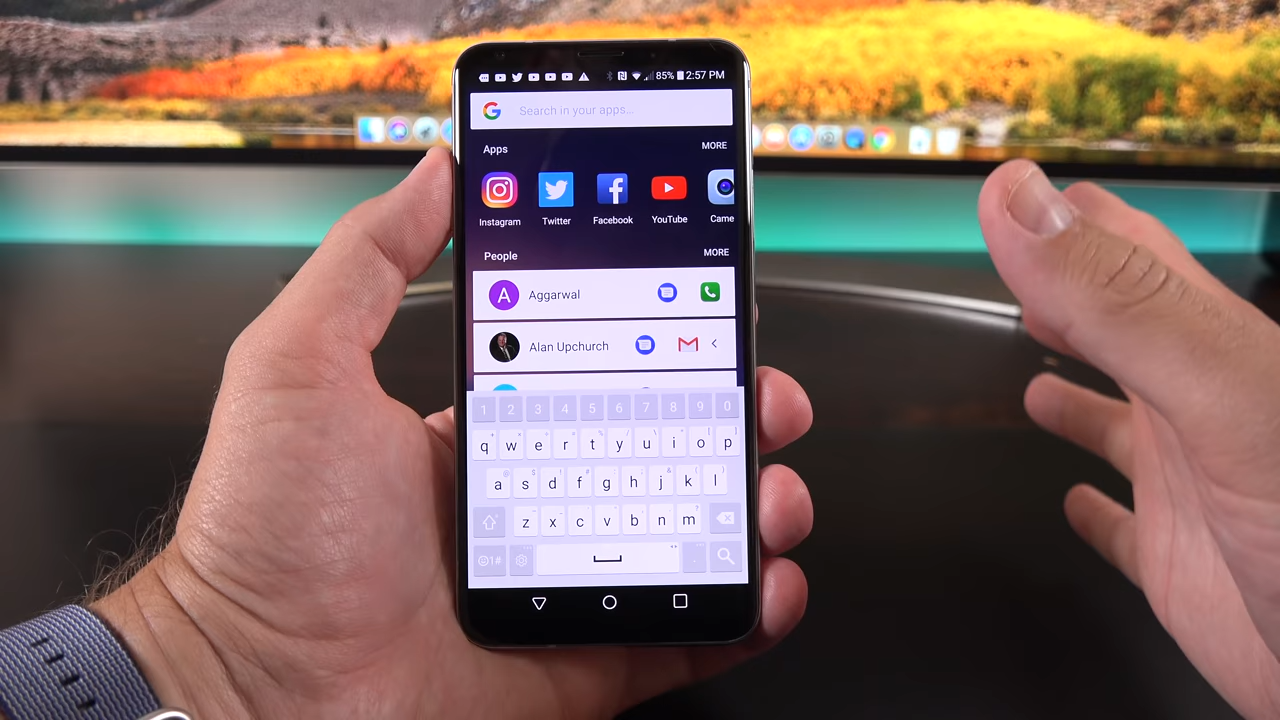 85% 2:57 PM
G Search in your apps...
Apps MORE
Instagram Twitter Facebook YouTube Came
People MORE
A Aggarwal
Alan Upchurch
1 2 3 4 5 6 7 8 9 0
q w e r t y u i o p
a s d f g h j k l
z x c v b n m
1#